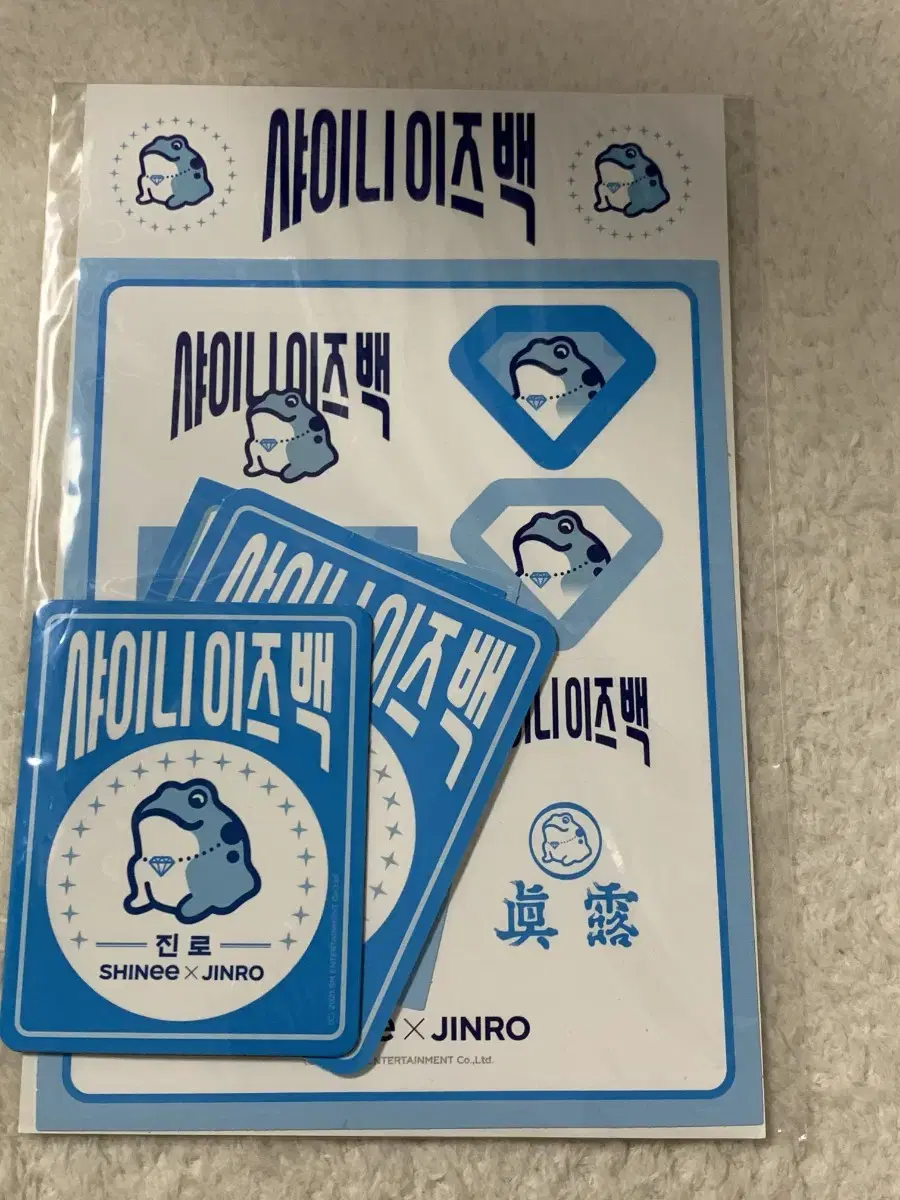 샤이니 이즈 백
샤이니 이즈 백
샤이니 이즈 백
이니 이즈 백
샤이니 이즈 백
진로
SHINee × JINRO
眞露
e × JINRO
ENTERTAINMENT Co.,Ltd.